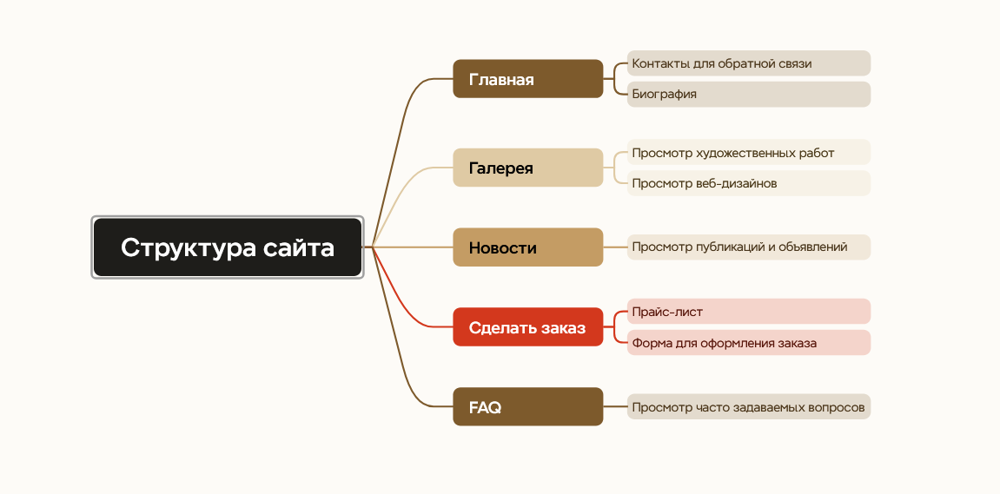 Структура сайта
Главная
Контакты для обратной связи
Биография
Галерея
Просмотр художественных работ
Просмотр веб-дизайнов
Новости
Просмотр публикаций и объявлений
Сделать заказ
Прайс-лист
Форма для оформления заказа
FAQ
Просмотр часто задаваемых вопросов